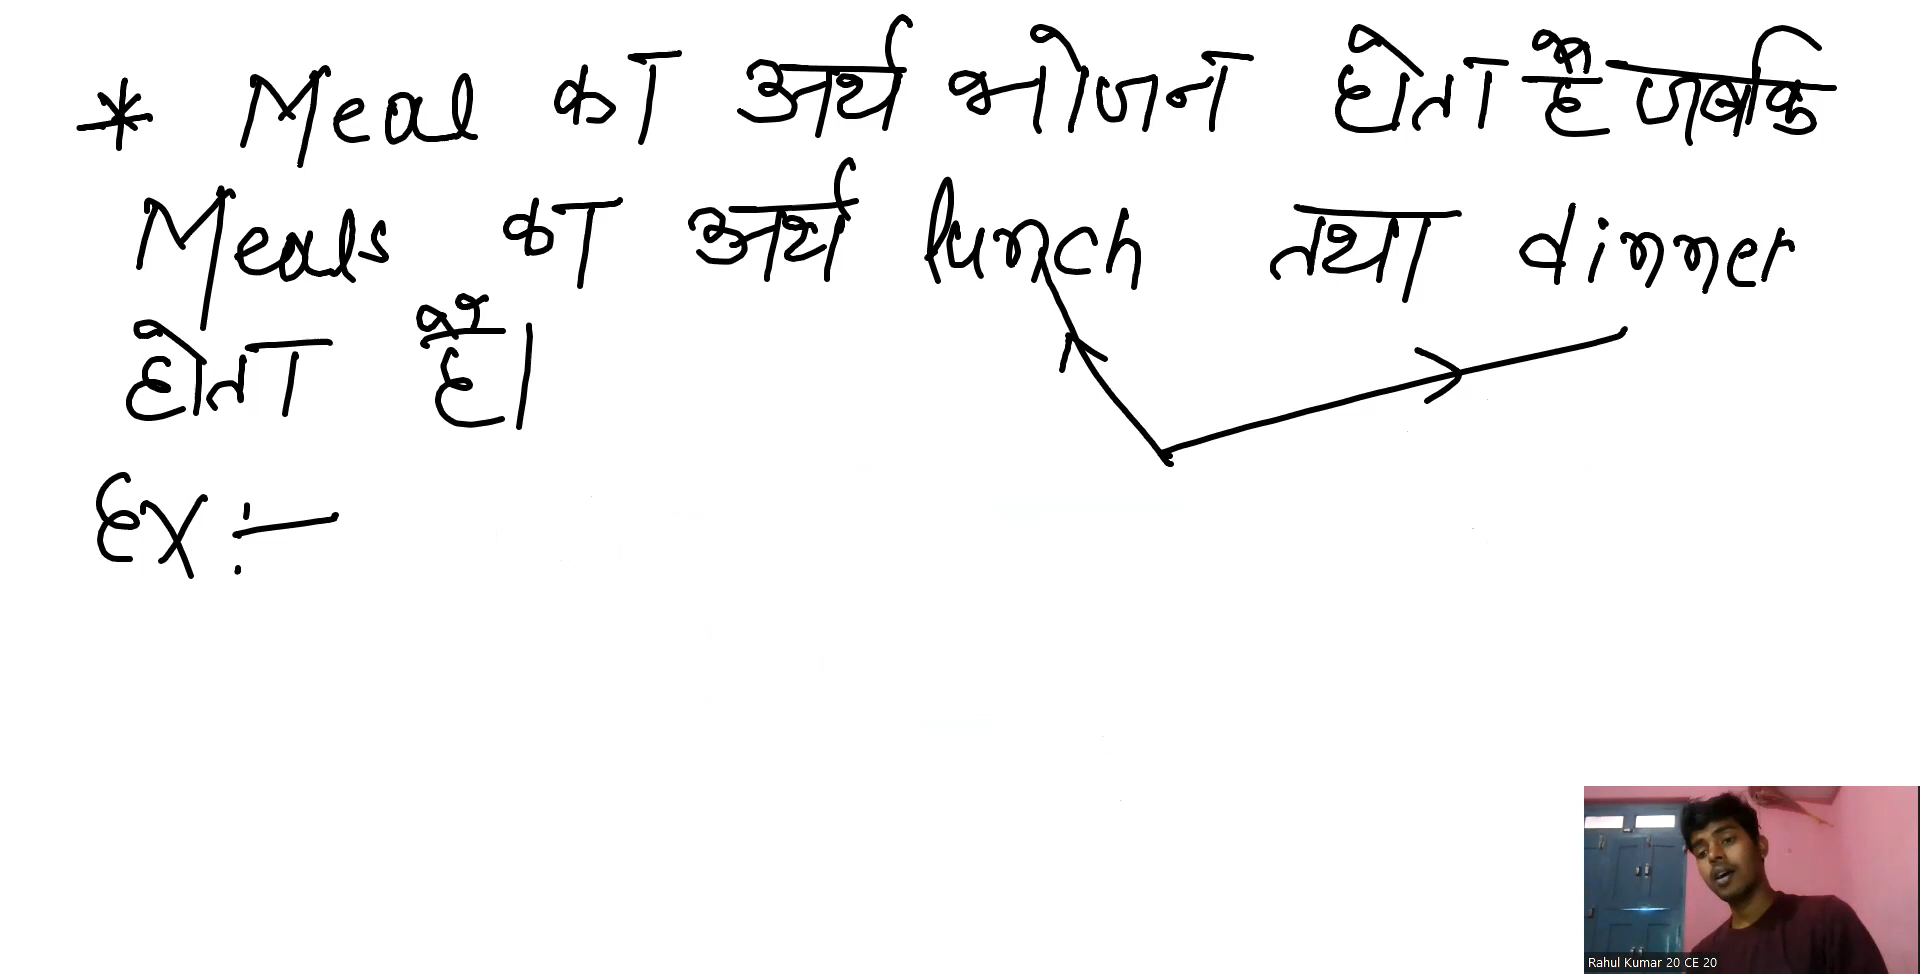 * Meal का अर्थ भोजन होता है जबकि
Meals का अर्थ lunch तथा dinner
होता है।
Ex :-
Rahul Kumar 20 CE 20